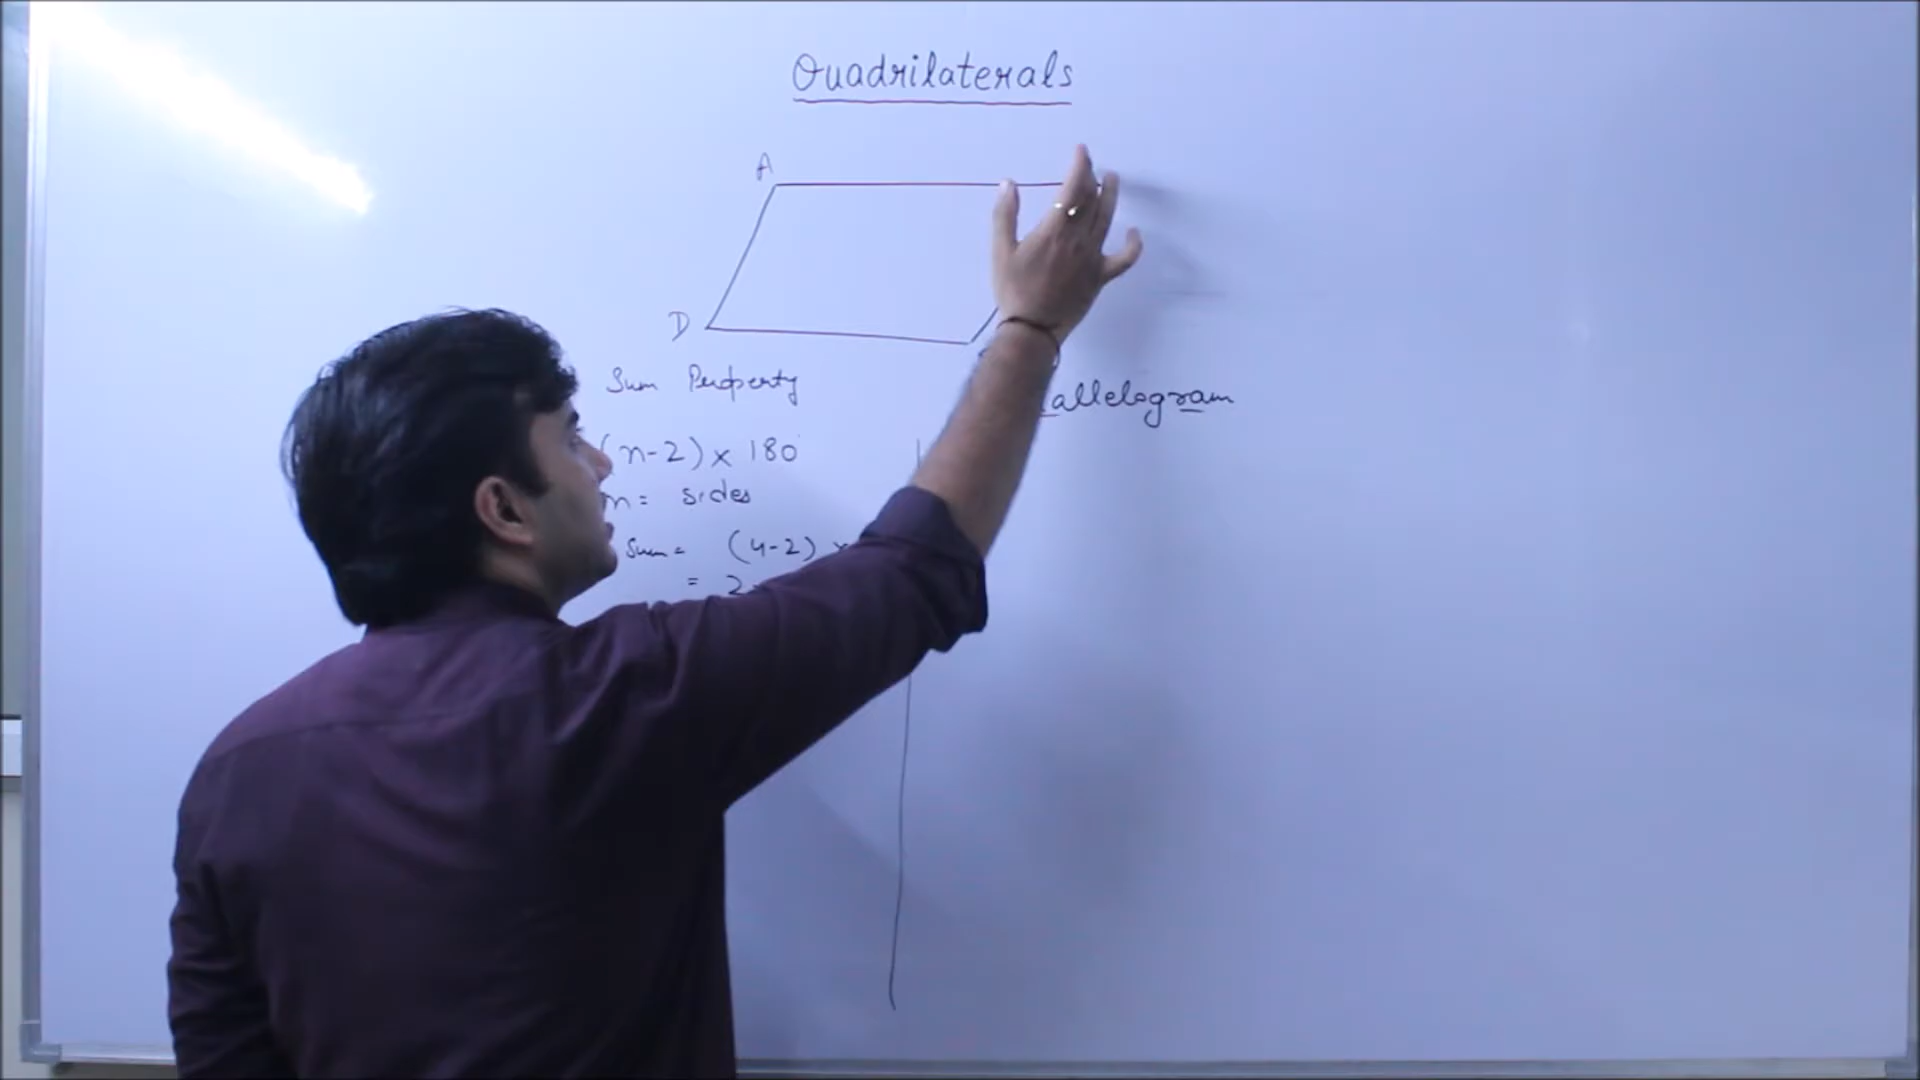 Quadrilaterals
A
D
Sum Property
allelogram
(n-2) x 180
n = sides
Sum = (4-2) x
= 2